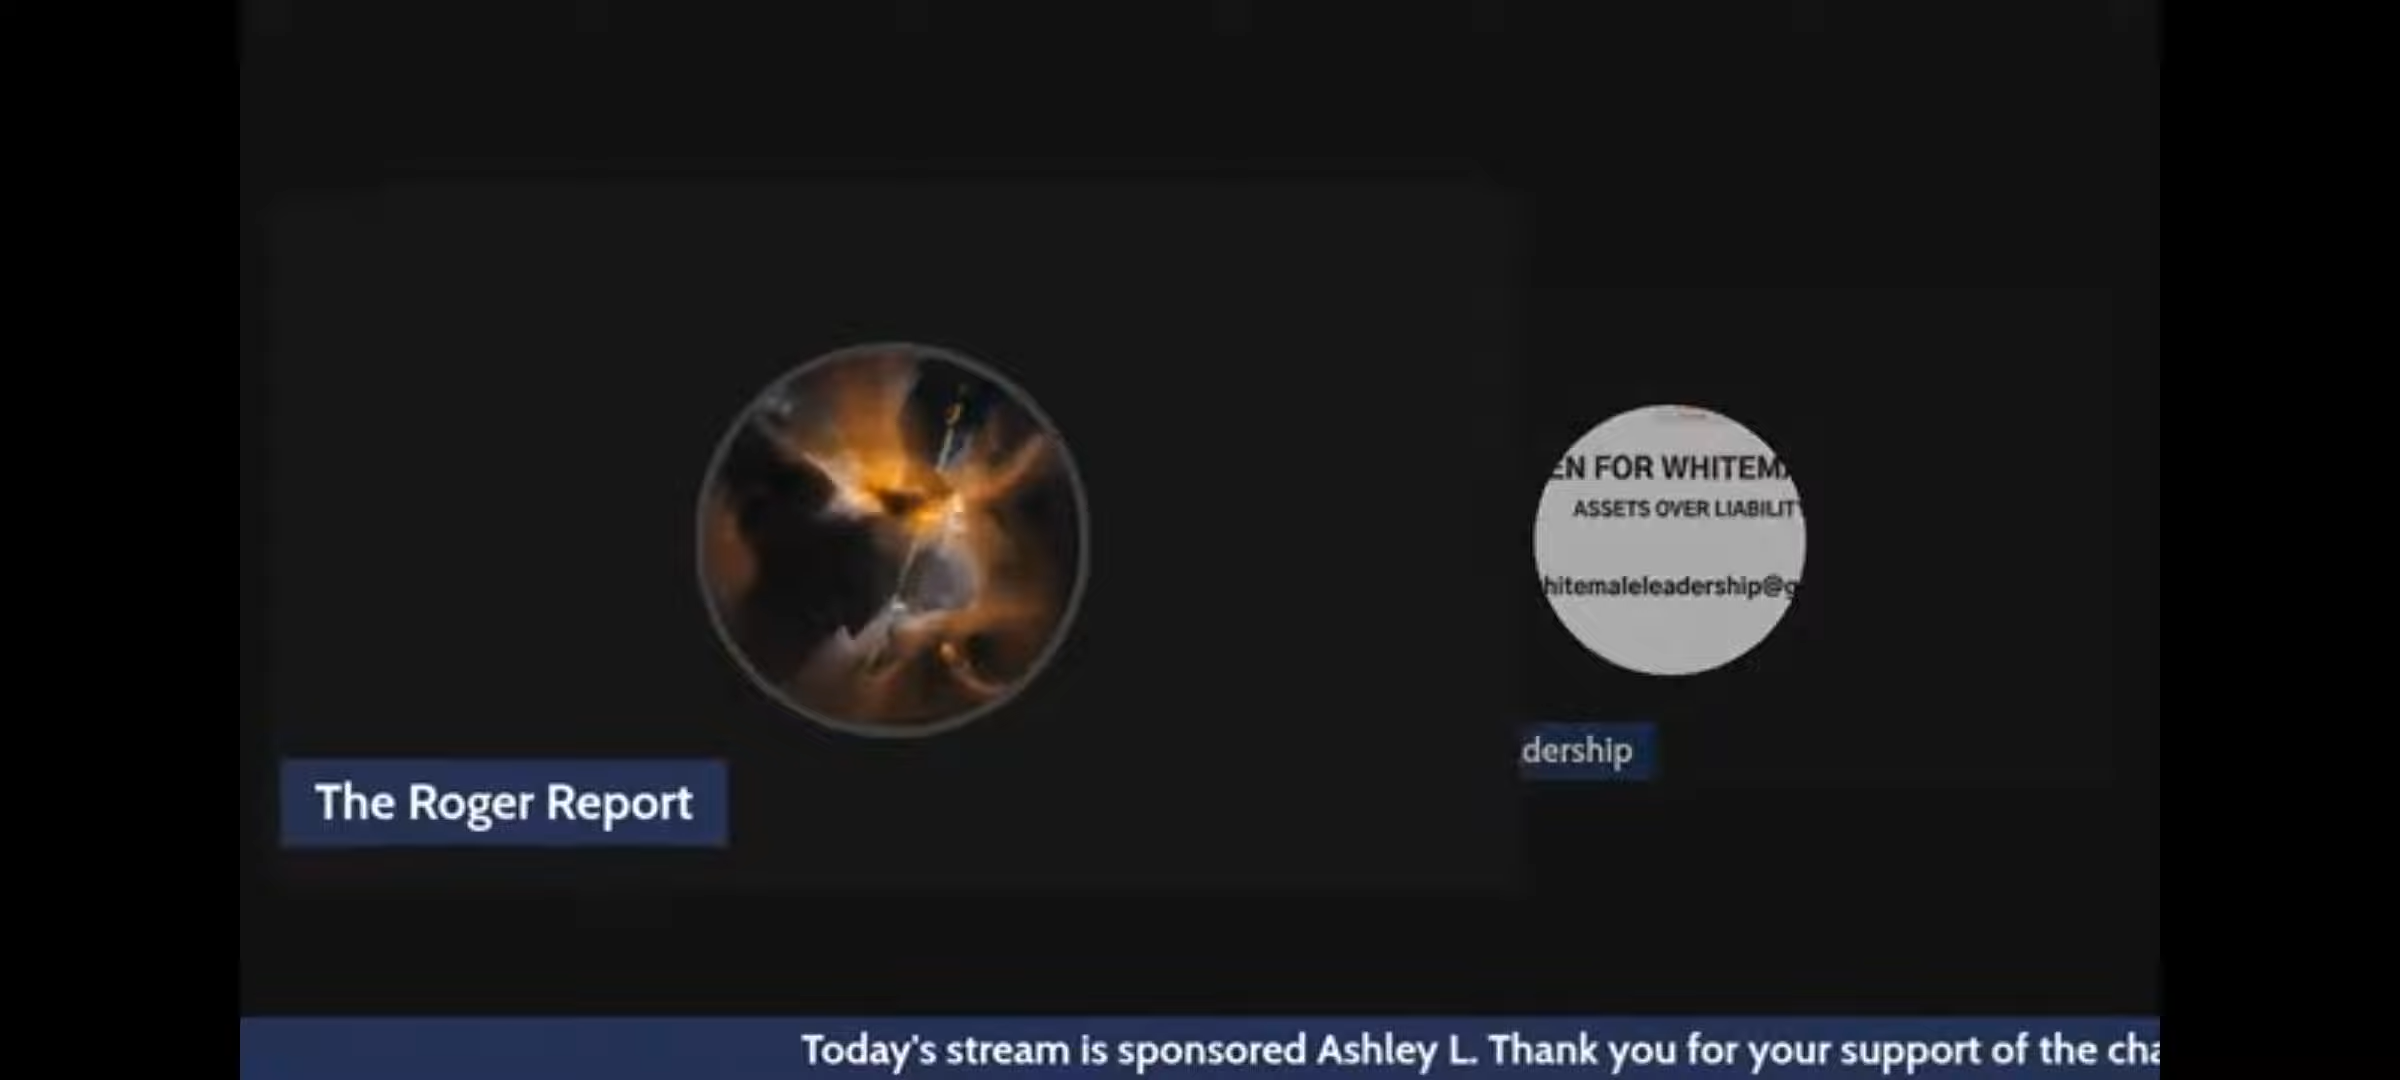 EN FOR WHITEM
ASSETS OVER LIABILIT
hitemaleleadership@g
dership
The Roger Report
Today's stream is sponsored Ashley L. Thank you for your support of the cha